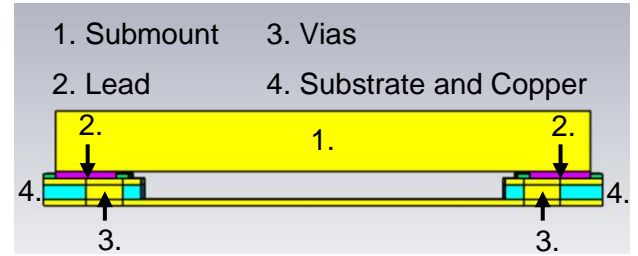 1. Submount 3. Vias
2. Lead 4. Substrate and Copper
2. 2.
1.
4. 4.
3. 3.